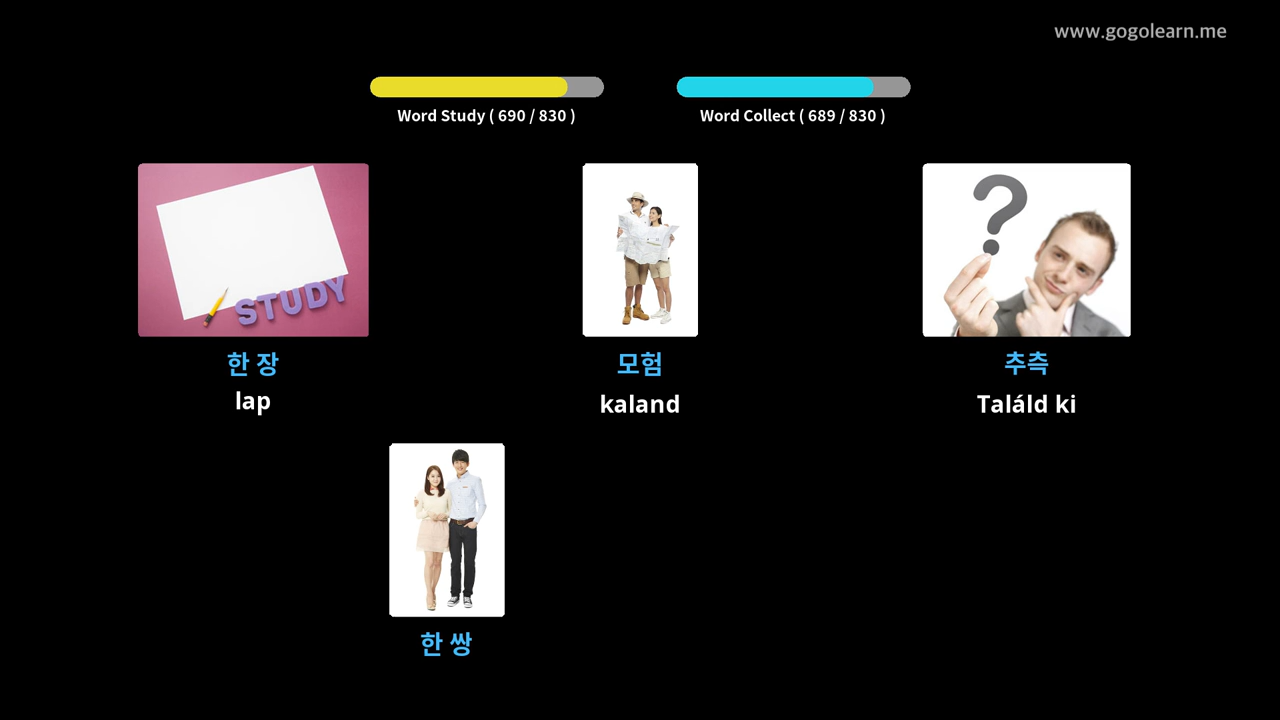 www.gogolearn.me
Word Study ( 690 / 830 )
Word Collect ( 689 / 830 )
STUDY
한 장
lap
모험
kaland
추측
Találd ki
한 쌍